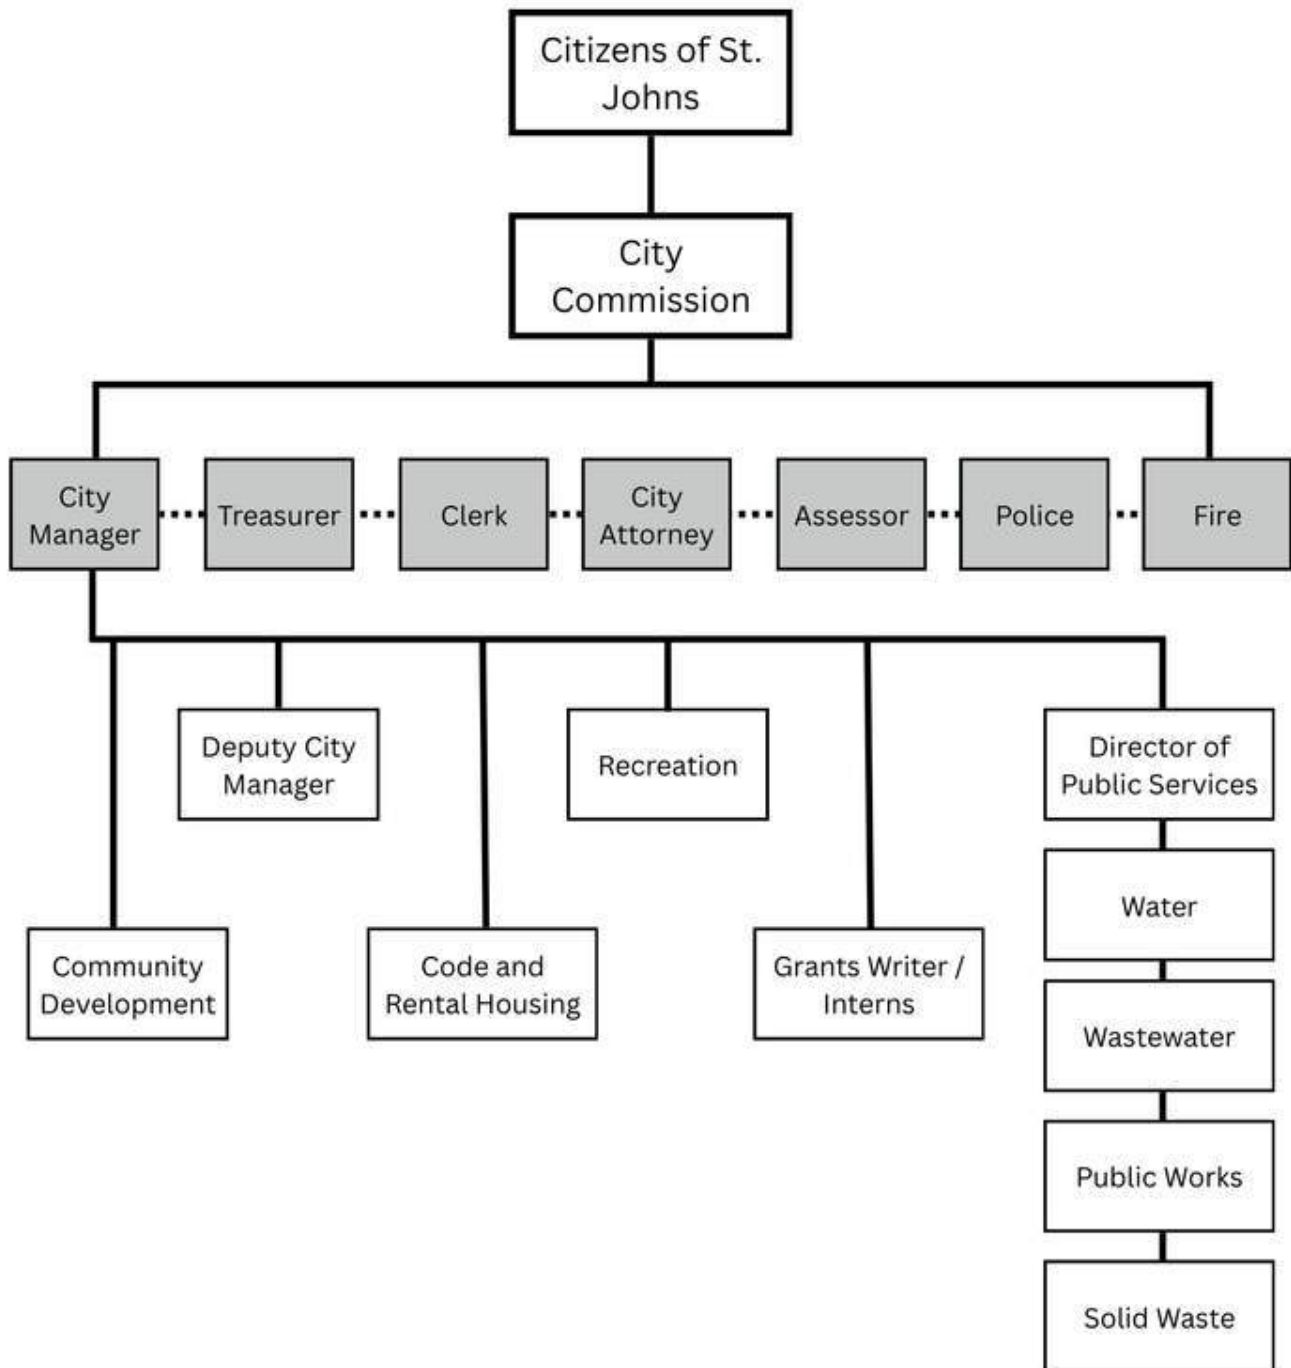 Citizens of St.
Johns
City
Commission
City
Manager
Treasurer
Clerk
City
Attorney
Assessor
Police
Fire
Deputy City
Manager
Recreation
Director of
Public Services
Water
Community
Development
Code and
Rental Housing
Grants Writer /
Interns
Wastewater
Public Works
Solid Waste